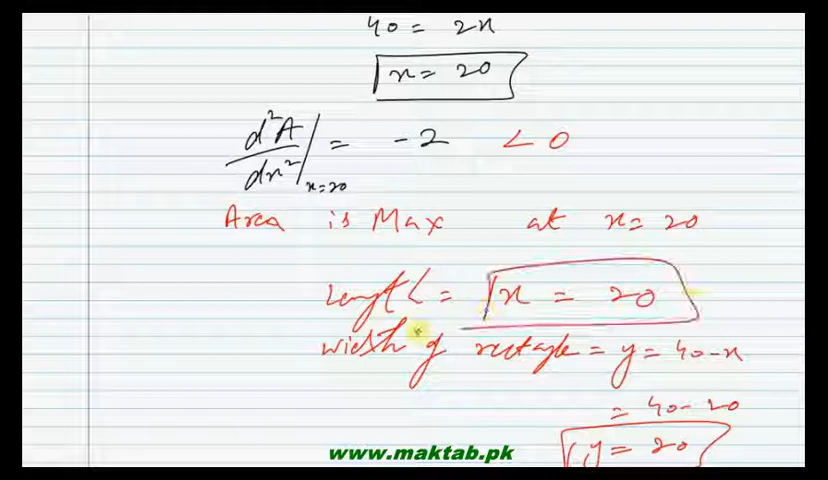 40 = 2x
x = 20
d²A/dx² | x=20 = -2 < 0
Area is Max at x = 20
Length = x = 20
width of rectagle = y = 40-x
= 40-20
y = 20
www.maktab.pk